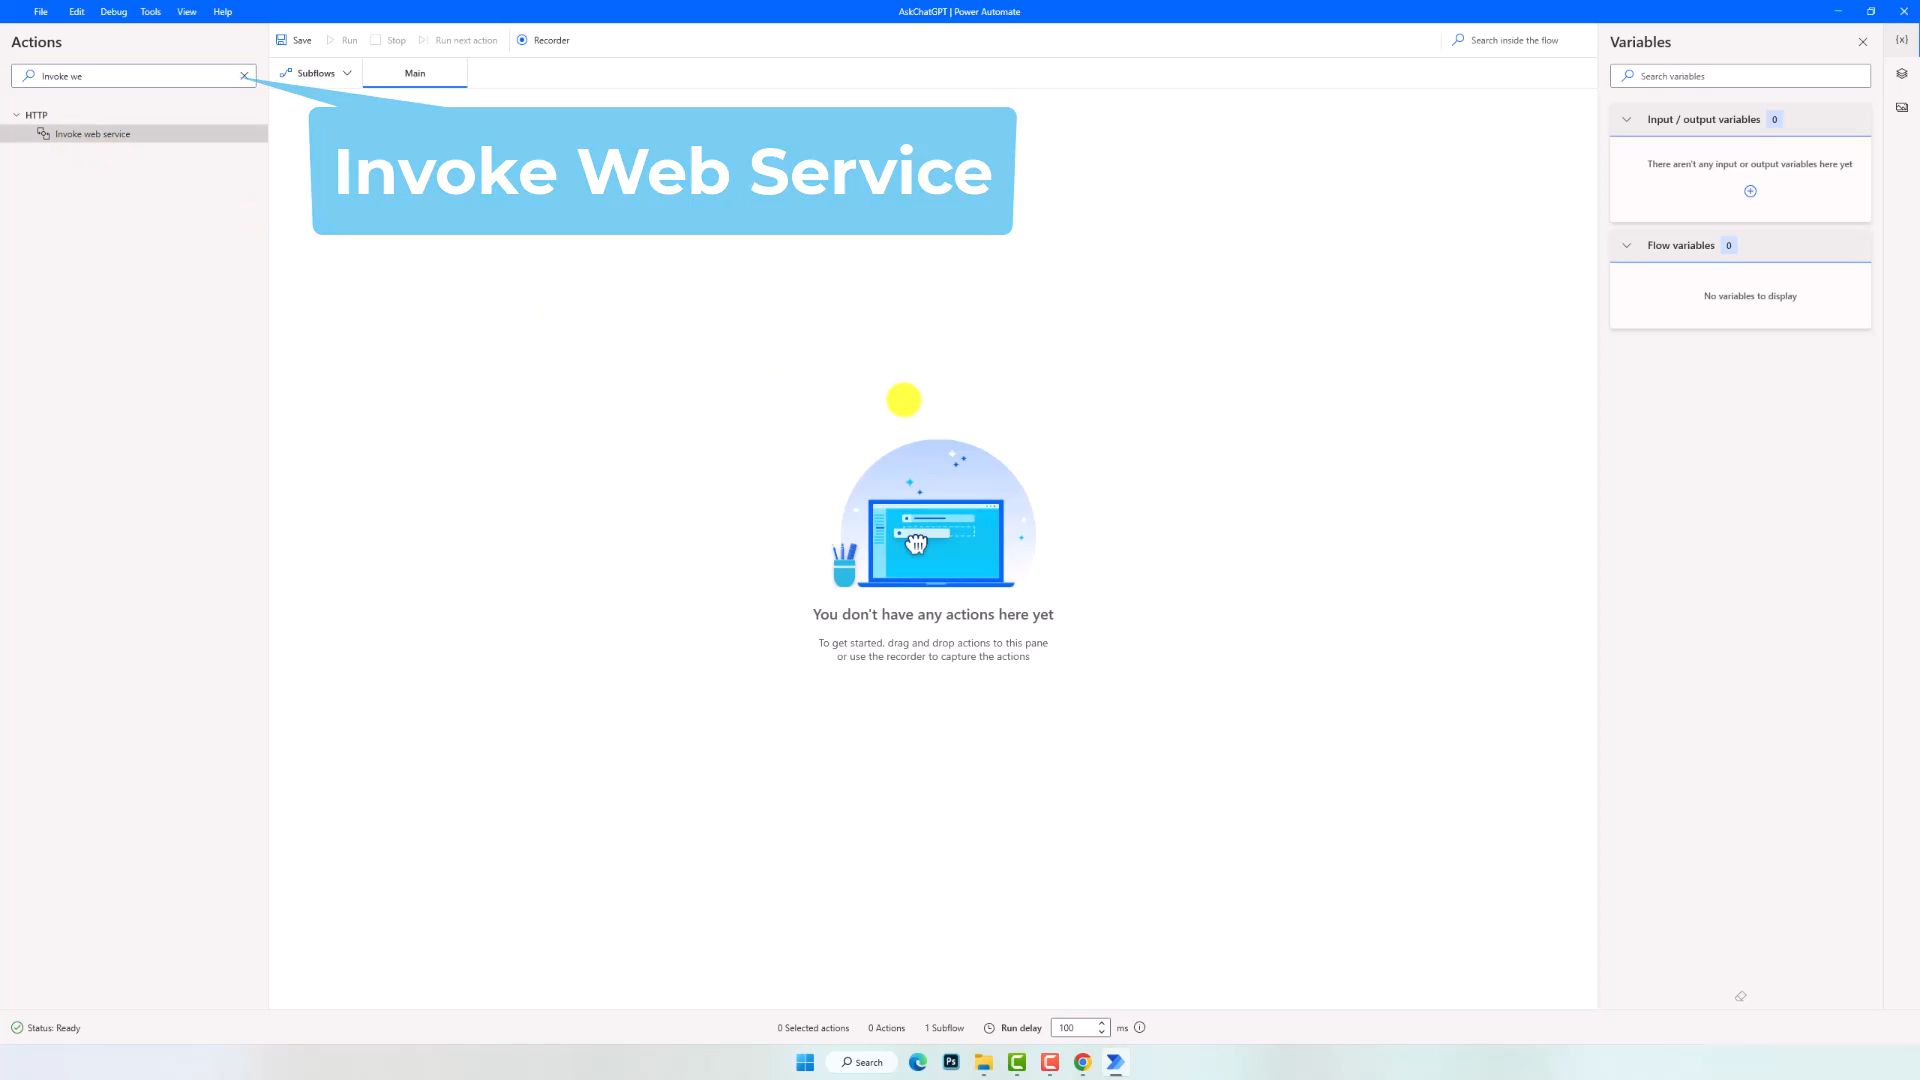 File Edit Debug Tools View Help
AskChatGPT | Power Automate
Actions
Invoke we
HTTP
Invoke web service
Save Run Stop Run next action Recorder
Search inside the flow
Subflows Main
Invoke Web Service
You don't have any actions here yet
To get started, drag and drop actions to this pane
or use the recorder to capture the actions
Variables
{x}
Search variables
Input / output variables 0
There aren't any input or output variables here yet
Flow variables 0
No variables to display
Status: Ready
0 Selected actions 0 Actions 1 Subflow Run delay 100 ms
Search
Ps